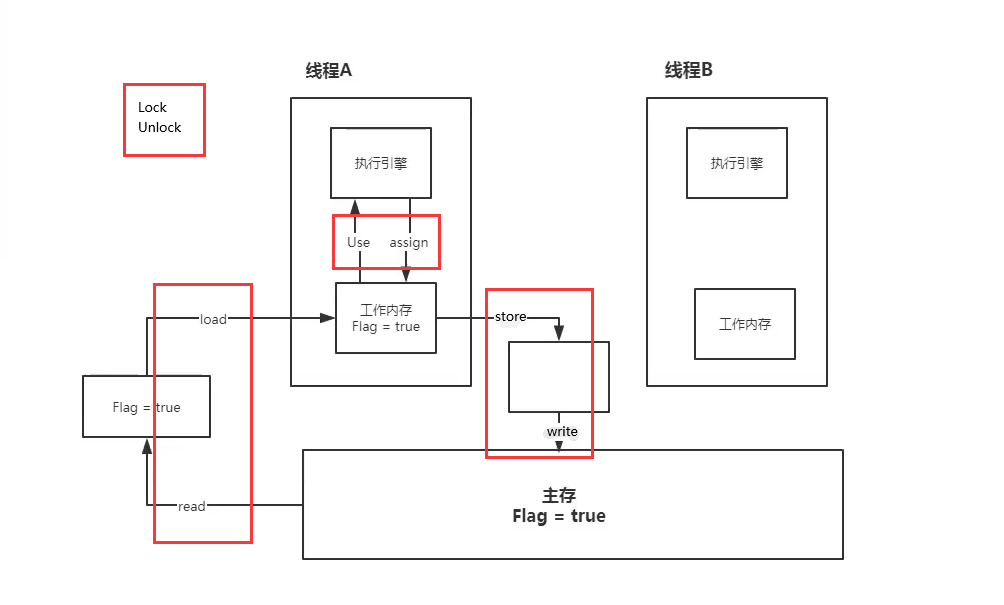 线程A
线程B
Lock
Unlock
执行引擎
执行引擎
Use
assign
工作内存
Flag = true
工作内存
load
store
Flag = true
write
read
主存
Flag = true